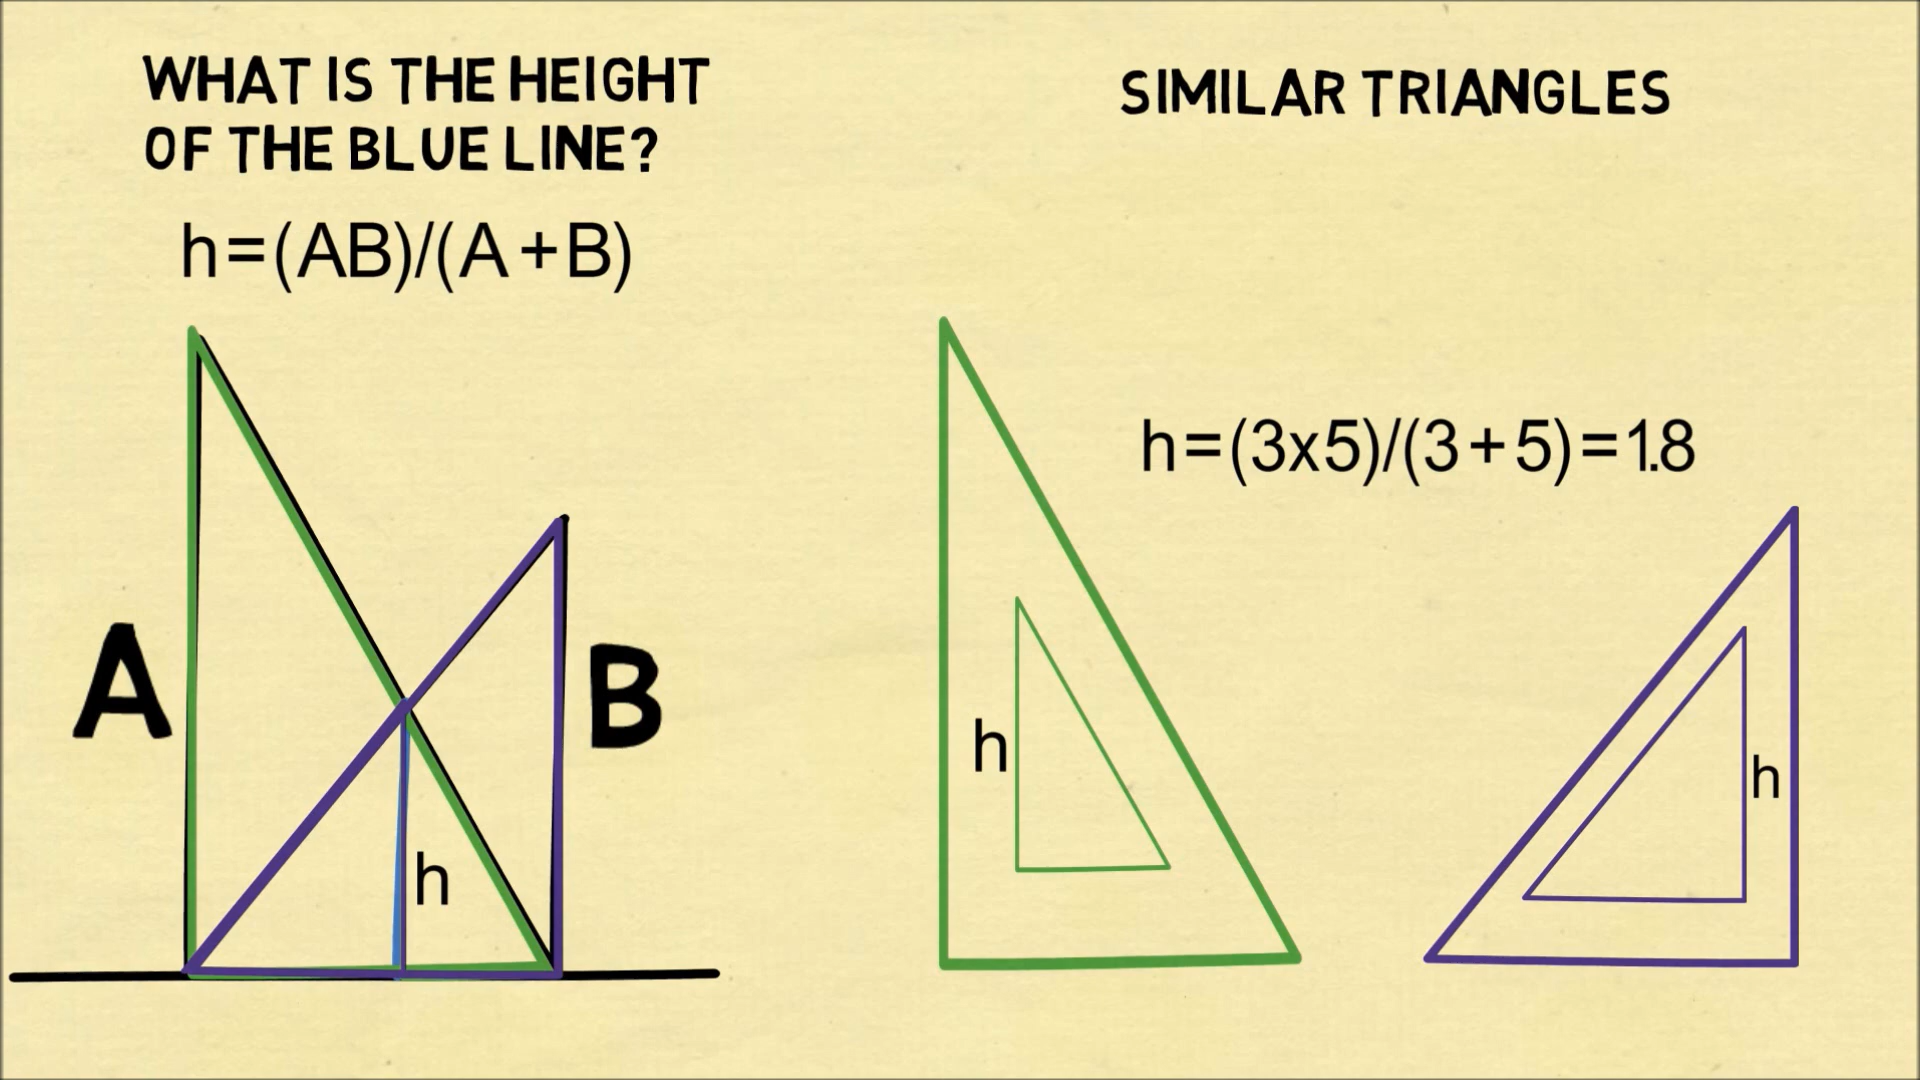 WHAT IS THE HEIGHT
OF THE BLUE LINE?
h=(AB)/(A+B)
A
B
h
SIMILAR TRIANGLES
h=(3x5)/(3+5)=1.8
h
h